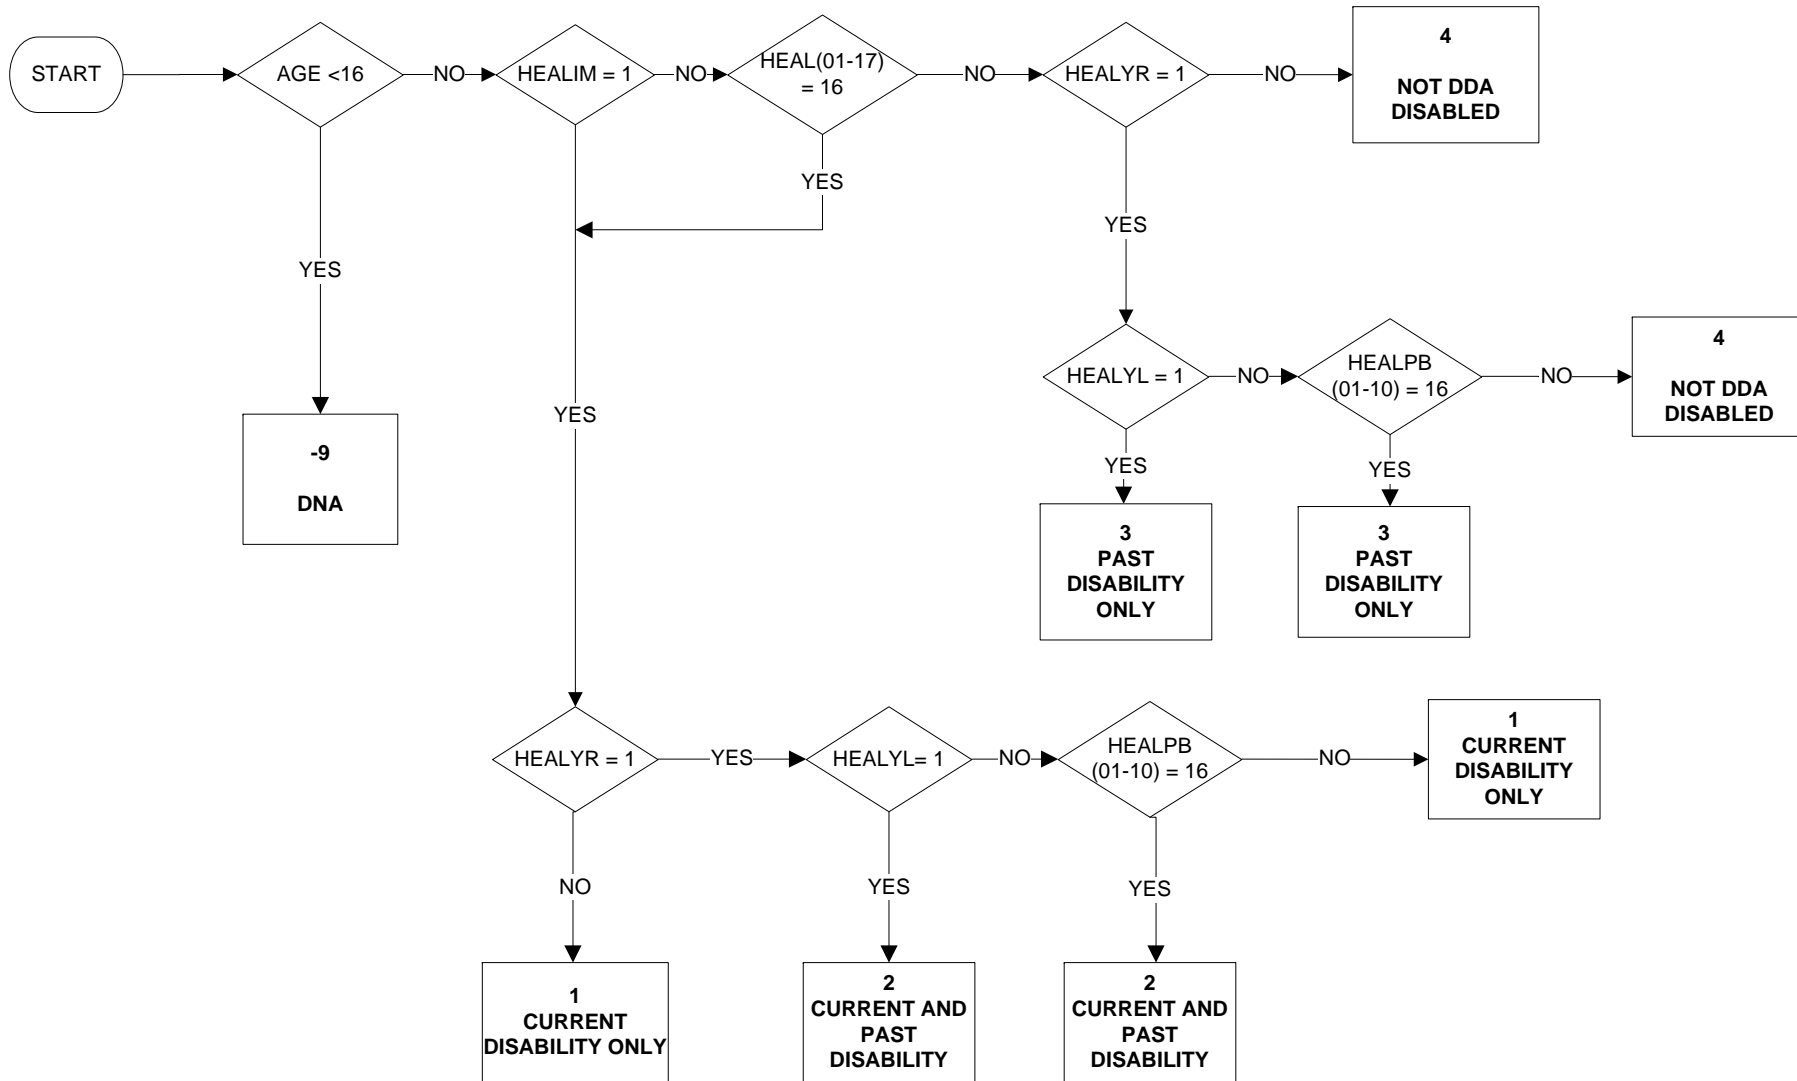 START
AGE <16
NO
HEALIM = 1
NO
HEAL(01-17)
= 16
NO
HEALYR = 1
NO
4
NOT DDA
DISABLED
YES
YES
YES
YES
HEALYL = 1
NO
HEALPB
(01-10) = 16
NO
4
NOT DDA
DISABLED
YES
-9
DNA
YES
YES
3
PAST
DISABILITY
ONLY
3
PAST
DISABILITY
ONLY
HEALYR = 1
YES
HEALYL= 1
NO
HEALPB
(01-10) = 16
NO
1
CURRENT
DISABILITY
ONLY
NO
YES
YES
1
CURRENT
DISABILITY ONLY
2
CURRENT AND
PAST
DISABILITY
2
CURRENT AND
PAST
DISABILITY